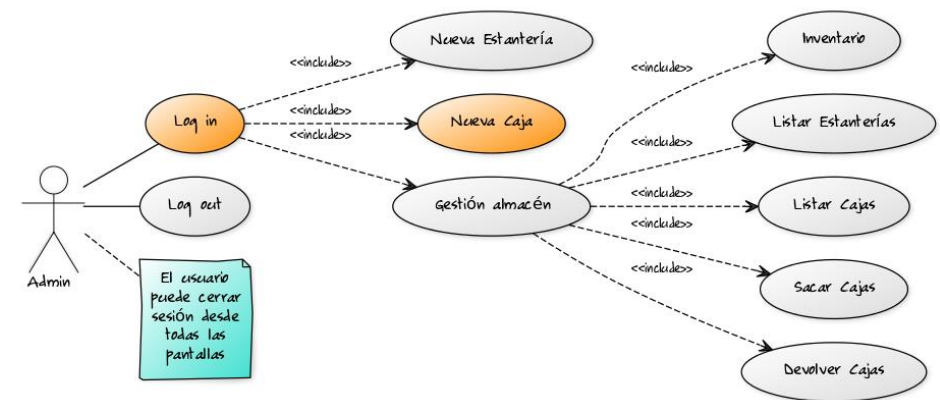 Nueva Estantería
Inventario
<<include>>
<<include>>
Log in
<<include>>
Nueva Caja
<<include>>
Listar Estanterías
<<include>>
Log out
Gestión almacén
<<include>>
Listar Cajas
<<include>>
Admin
El usuario
puede cerrar
sesión desde
todas las
pantallas
<<include>>
Sacar Cajas
Devolver Cajas